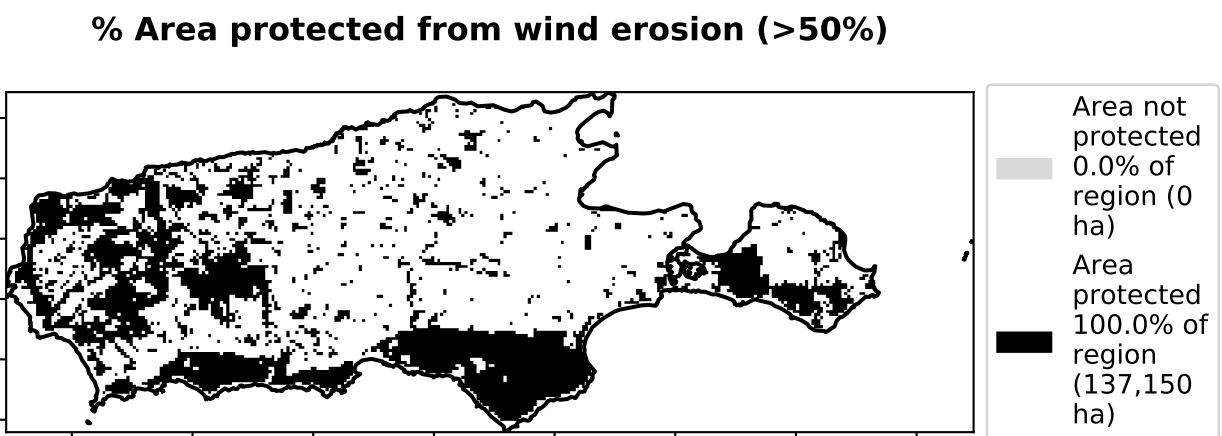 % Area protected from wind erosion (>50%)
Area not
protected
0.0% of
region (0
ha)
Area
protected
100.0% of
region
(137,150
ha)